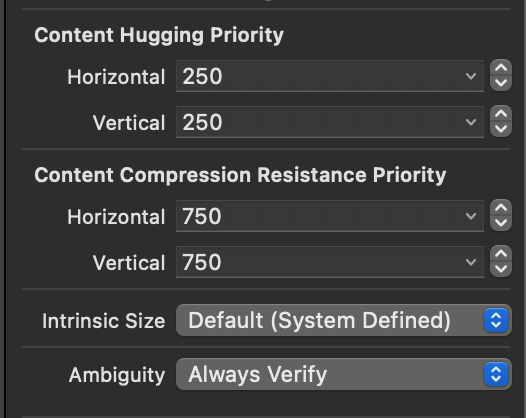 Content Hugging Priority
Horizontal 250
Vertical 250
Content Compression Resistance Priority
Horizontal 750
Vertical 750
Intrinsic Size Default (System Defined)
Ambiguity Always Verify